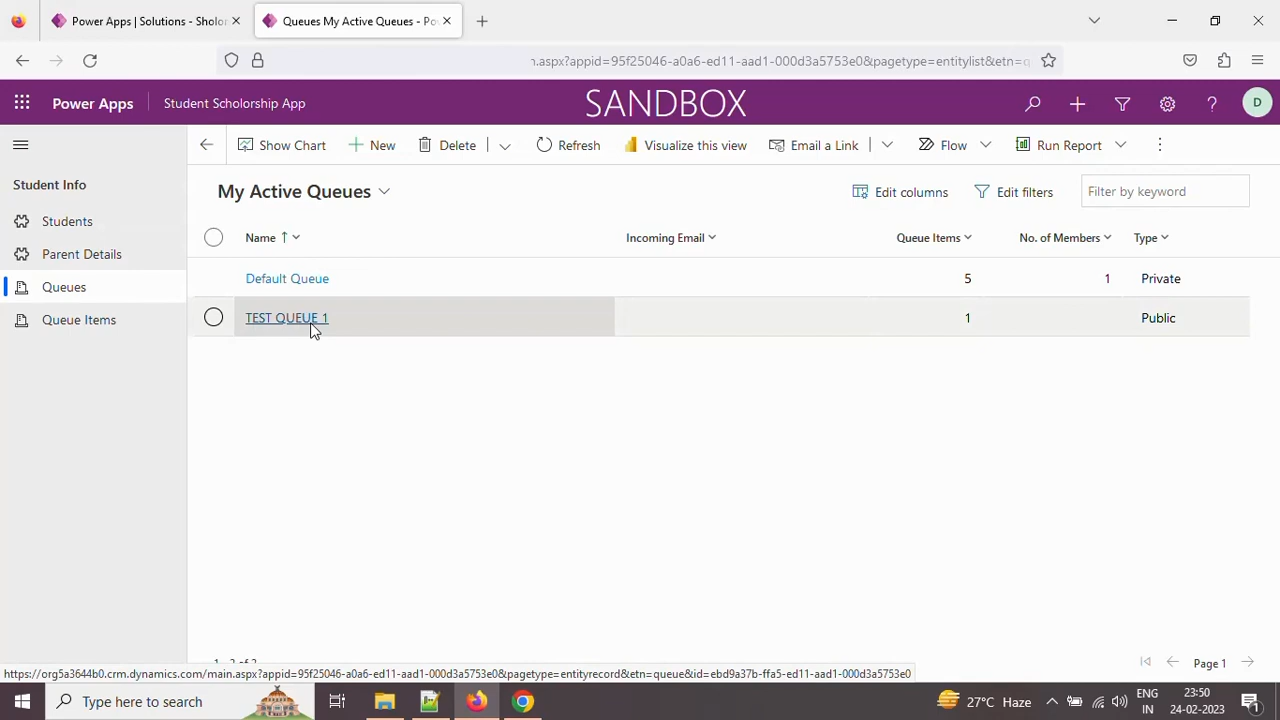 Power Apps | Solutions - Sholor
Queues My Active Queues - Po
n.aspx?appid=95f25046-a0a6-ed11-aad1-000d3a5753e0&pagetype=entitylist&etn=q
Power Apps
Student Scholorship App
SANDBOX
D
Show Chart
New
Delete
Refresh
Visualize this view
Email a Link
Flow
Run Report
Student Info
My Active Queues
Edit columns
Edit filters
Filter by keyword
Students
Name
Incoming Email
Queue Items
No. of Members
Type
Parent Details
Default Queue
5
1
Private
Queues
TEST QUEUE 1
1
Public
Queue Items
Page 1
https://org5a3644b0.crm.dynamics.com/main.aspx?appid=95f25046-a0a6-ed11-aad1-000d3a5753e0&pagetype=entityrecord&etn=queue&id=ebd9a37b-ffa5-ed11-aad1-000d3a5753e0
Type here to search
27°C Haze
ENG
IN
23:50
24-02-2023
1